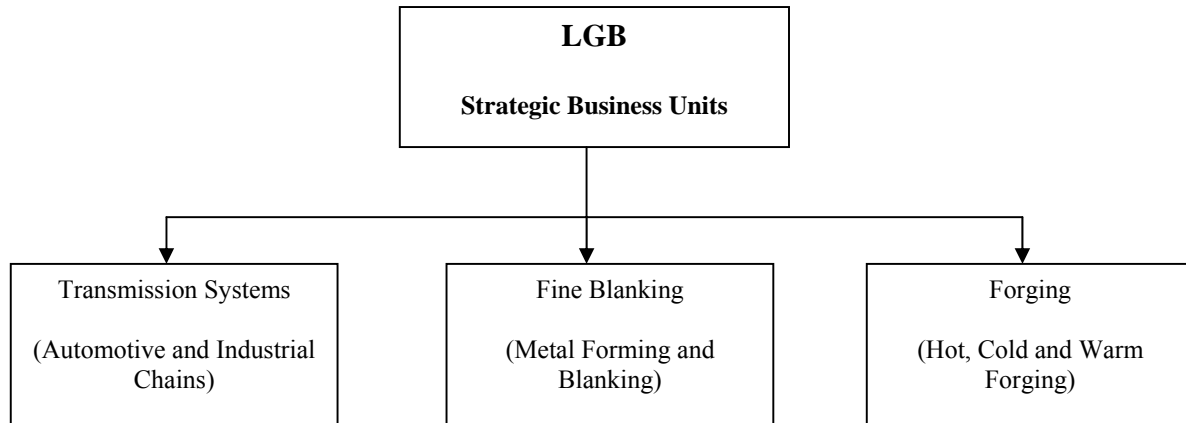 LGB
Strategic Business Units
Transmission Systems
(Automotive and Industrial
Chains)
Fine Blanking
(Metal Forming and
Blanking)
Forging
(Hot, Cold and Warm
Forging)